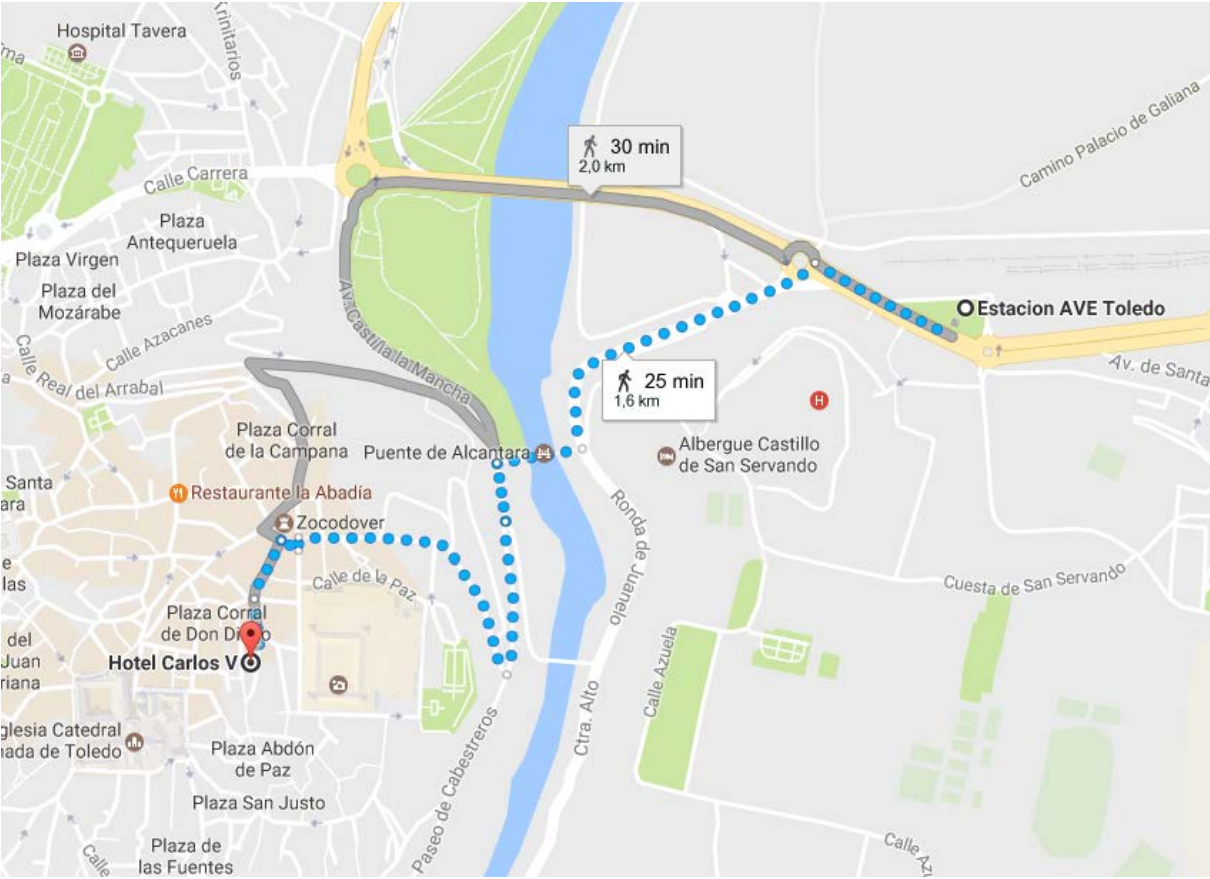 Hospital Tavera
Trinitarios
Calle Carrera
Plaza
Antequeruela
Plaza Virgen
Plaza del
Mozárabe
Calle Azacanes
Calle Real del Arrabal
Av. Castilla la Mancha
30 min
2,0 km
Camino Palacio de Galiana
Estacion AVE Toledo
Av. de Santa
25 min
1,6 km
H
Plaza Corral
de la Campana
Puente de Alcantara
Albergue Castillo
de San Servando
Santa
Restaurante la Abadía
Zocodover
Ronda de Juanelo
Calle de la Paz
Cuesta de San Servando
las
Plaza Corral
de Don
del
Juan
Hotel Carlos V
Calle Azuela
Ctra. Alto
Paseo de Cabestreros
glesia Catedral
nada de Toledo
Plaza Abdón
de Paz
Plaza San Justo
Plaza de
las Fuentes
Calle
Calle Az